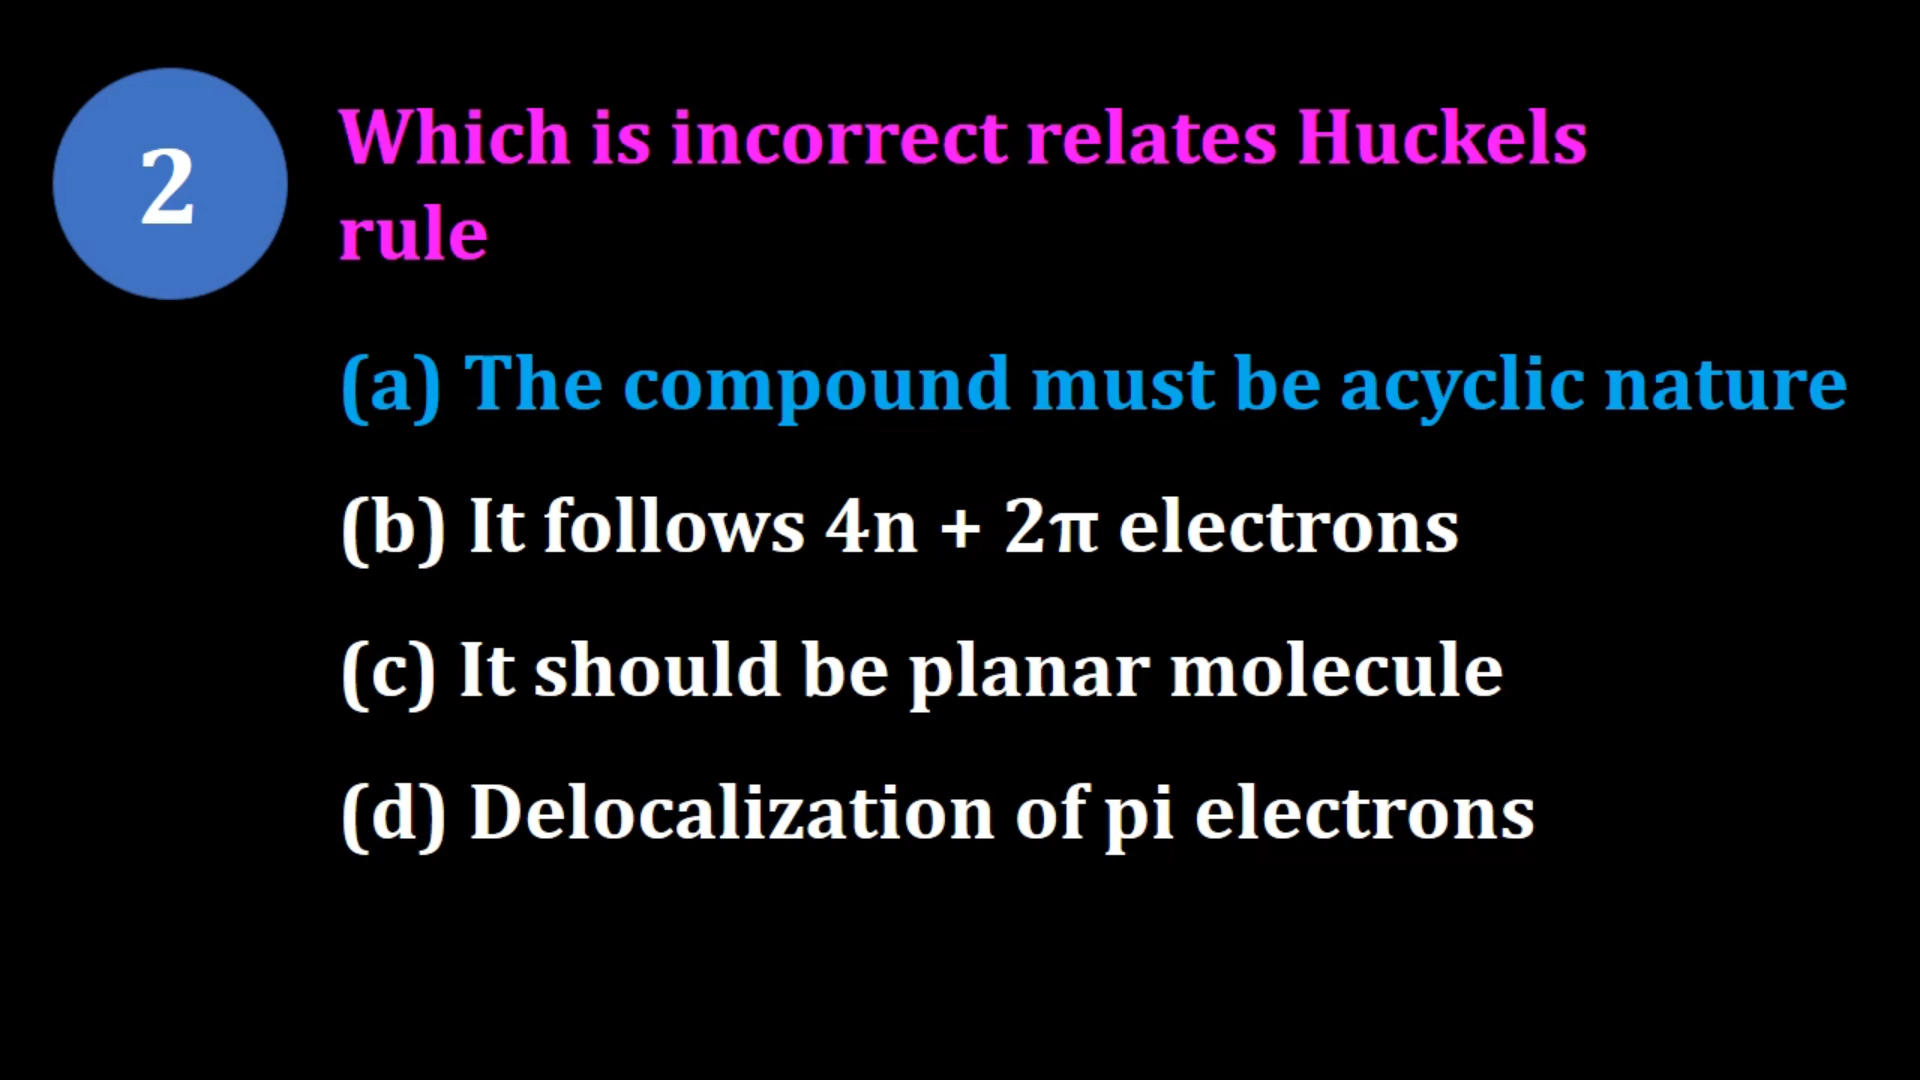 2
Which is incorrect relates Huckels
rule
(a) The compound must be acyclic nature
(b) It follows 4n + 2π electrons
(c) It should be planar molecule
(d) Delocalization of pi electrons